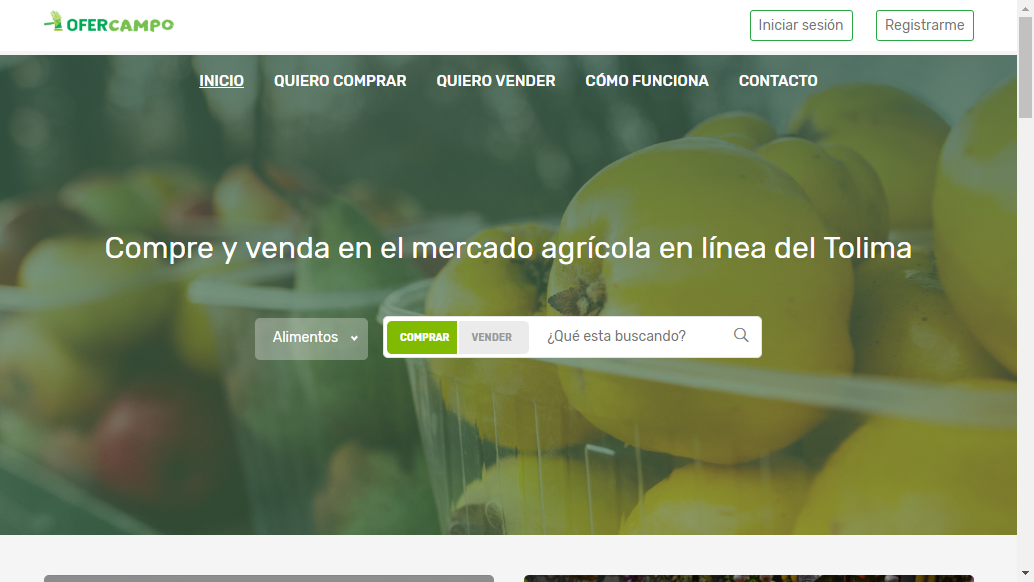 OFERCAMPO
Iniciar sesión
Registrarme
INICIO
QUIERO COMPRAR
QUIERO VENDER
CÓMO FUNCIONA
CONTACTO
Compre y venda en el mercado agrícola en línea del Tolima
Alimentos
COMPRAR
VENDER
¿Qué esta buscando?